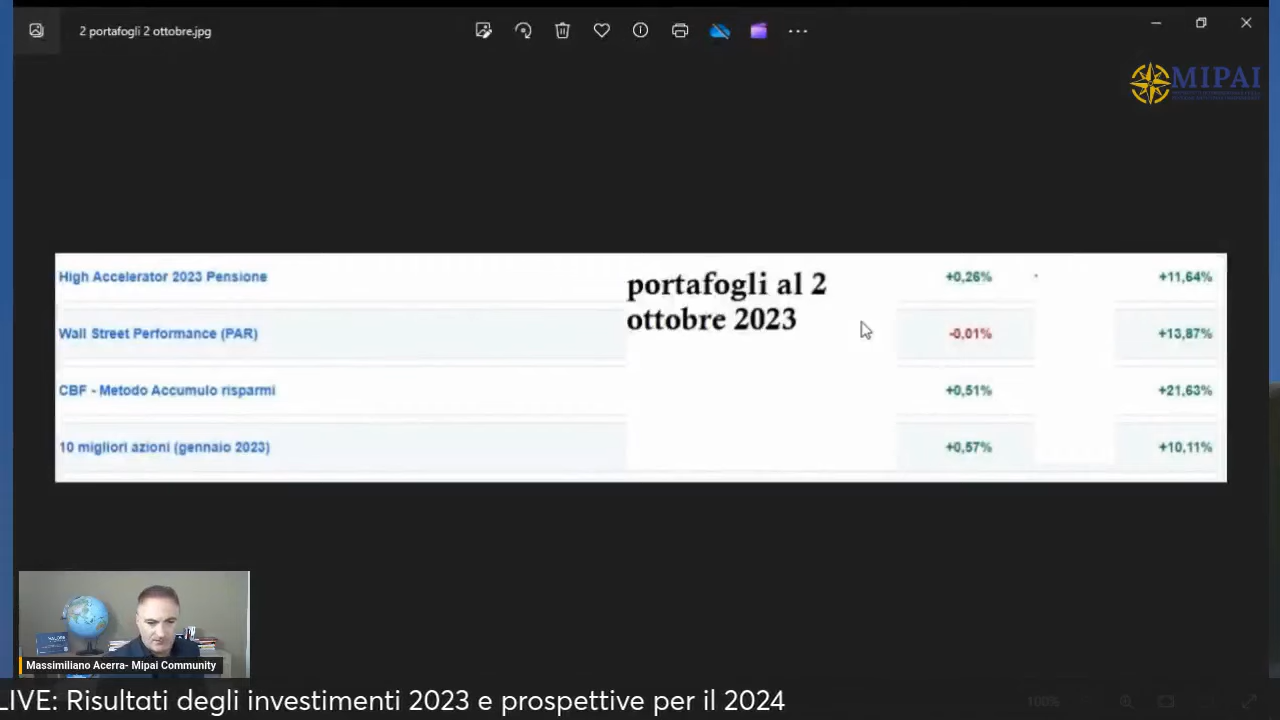 2 portafogli 2 ottobre.jpg
MIPAI
High Accelerator 2023 Pensione
portafogli al 2
ottobre 2023
+0,26%
+11,64%
Wall Street Performance (PAR)
-0,01%
+13,87%
CBF - Metodo Accumulo risparmi
+0,51%
+21,63%
10 migliori azioni (gennaio 2023)
+0,57%
+10,11%
Massimiliano Acerra- Mipai Community
LIVE: Risultati degli investimenti 2023 e prospettive per il 2024
100%